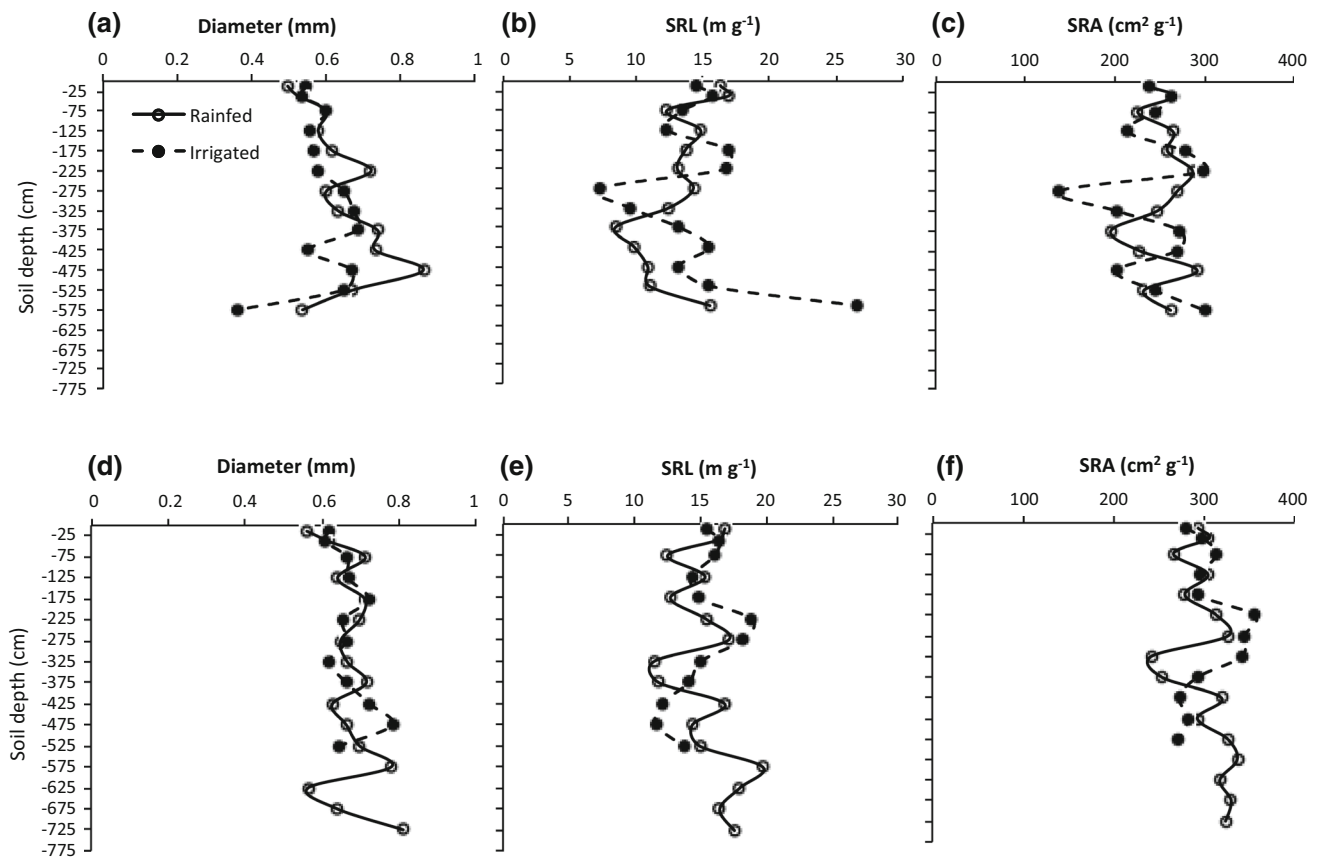 (a) Diameter (mm)
0 0.2 0.4 0.6 0.8 1
-25
-75
-125
-175
-225
-275
-325
-375
-425
-475
-525
-575
-625
-675
-725
-775
Soil depth (cm)
Rainfed
Irrigated
(b) SRL (m g-1)
0 5 10 15 20 25 30
(c) SRA (cm2 g-1)
0 100 200 300 400
(d) Diameter (mm)
0 0.2 0.4 0.6 0.8 1
-25
-75
-125
-175
-225
-275
-325
-375
-425
-475
-525
-575
-625
-675
-725
-775
Soil depth (cm)
(e) SRL (m g-1)
0 5 10 15 20 25 30
(f) SRA (cm2 g-1)
0 100 200 300 400